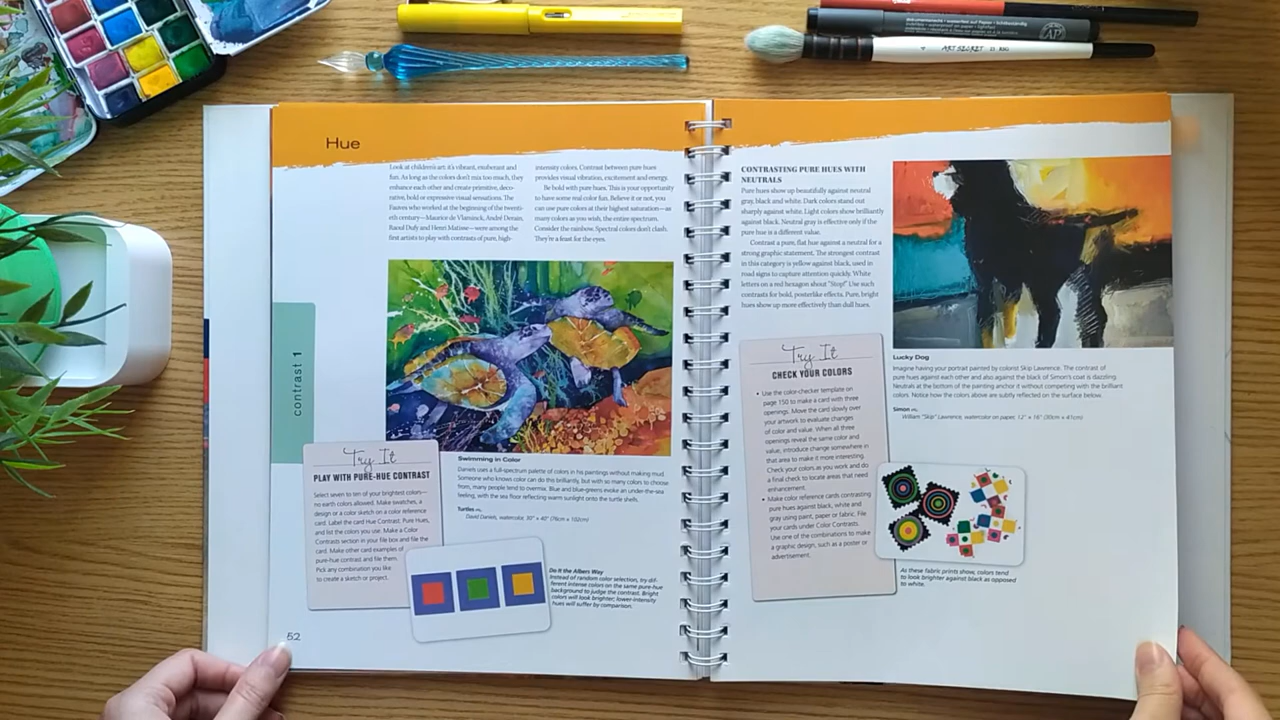 Hue
Look at children's art: it's vibrant, exuberant and
fun. As long as the colors don't mix too much, they
enhance each other and create primitive, deco-
rative, bold or expressive visual sensations. The
Fauves who worked at the beginning of the twenti-
eth century—Maurice de Vlaminck, André Derain,
Raoul Dufy and Henri Matisse—were among the
first artists to play with contrasts of pure, high-
intensity colors. Contrast between pure hues
provides visual vibration, excitement and energy.
Be bold with pure hues. This is your opportunity
to have some real color fun. Believe it or not, you
can use pure colors at their highest saturation—as
many colors as you wish, the entire spectrum.
Consider the rainbow. Spectral colors don't clash.
They're a feast for the eyes.
contrast 1
Swimming in Color
Daniels uses a full-spectrum palette of colors in his paintings without making mud.
Someone who knows color can do this brilliantly, but with so many colors to choose
from, many people tend to overmix. Blue and blue-greens evoke an under-the-sea
feeling, with the sea floor reflecting warm sunlight onto the turtle shells.
Turtles
David Daniels, watercolor, 30" × 40" (76cm x 102cm)
Try It
PLAY WITH PURE-HUE CONTRAST
Select seven to ten of your brightest colors—
no earth colors allowed. Make swatches, a
design or a color sketch on a color reference
card. Label the card Hue Contrast: Pure Hues,
and list the colors you use. Make a Color
Contrasts section in your file box and file the
card. Make other card examples of
pure-hue contrast and file them.
Pick any combination you like
to create a sketch or project.
Do It the Albers Way
Instead of random color selection, try dif-
ferent intense colors on the same pure-hue
background to judge the contrast. Bright
colors will look brighter; lower-intensity
hues will suffer by comparison.
52
CONTRASTING PURE HUES WITH
NEUTRALS
Pure hues show up beautifully against neutral
gray, black and white. Dark colors stand out
sharply against white. Light colors show brilliantly
against black. Neutral gray is effective only if the
pure hue is a different value.
Contrast a pure, flat hue against a neutral for a
strong graphic statement. The strongest contrast
in this category is yellow against black, used in
road signs to capture attention quickly. White
letters on a red hexagon shout "Stop!" Use such
contrasts for bold, posterlike effects. Pure, bright
hues show up more effectively than dull hues.
Try It
CHECK YOUR COLORS
• Use the color-checker template on
page 150 to make a card with three
openings. Move the card slowly over
your artwork to evaluate changes
of color and value. When all three
openings reveal the same color and
value, introduce change somewhere in
that area to make it more interesting.
Check your colors as you work and do
a final check to locate areas that need
enhancement.
• Make color reference cards contrasting
pure hues against black, white and
gray using paint, paper or fabric. File
your cards under Color Contrasts.
Use one of the combinations to make
a graphic design, such as a poster or
advertisement.
Lucky Dog
Imagine having your portrait painted by colorist Skip Lawrence. The contrast of
pure hues against each other and also against the black of Simon's coat is dazzling.
Neutrals at the bottom of the painting anchor it without competing with the brilliant
colors. Notice how the colors above are subtly reflected on the surface below.
Simon
William "Skip" Lawrence, watercolor on paper, 12" × 16" (30cm x 41cm)
As these fabric prints show, colors tend
to look brighter against black as opposed
to white.
ART SECRET
AP